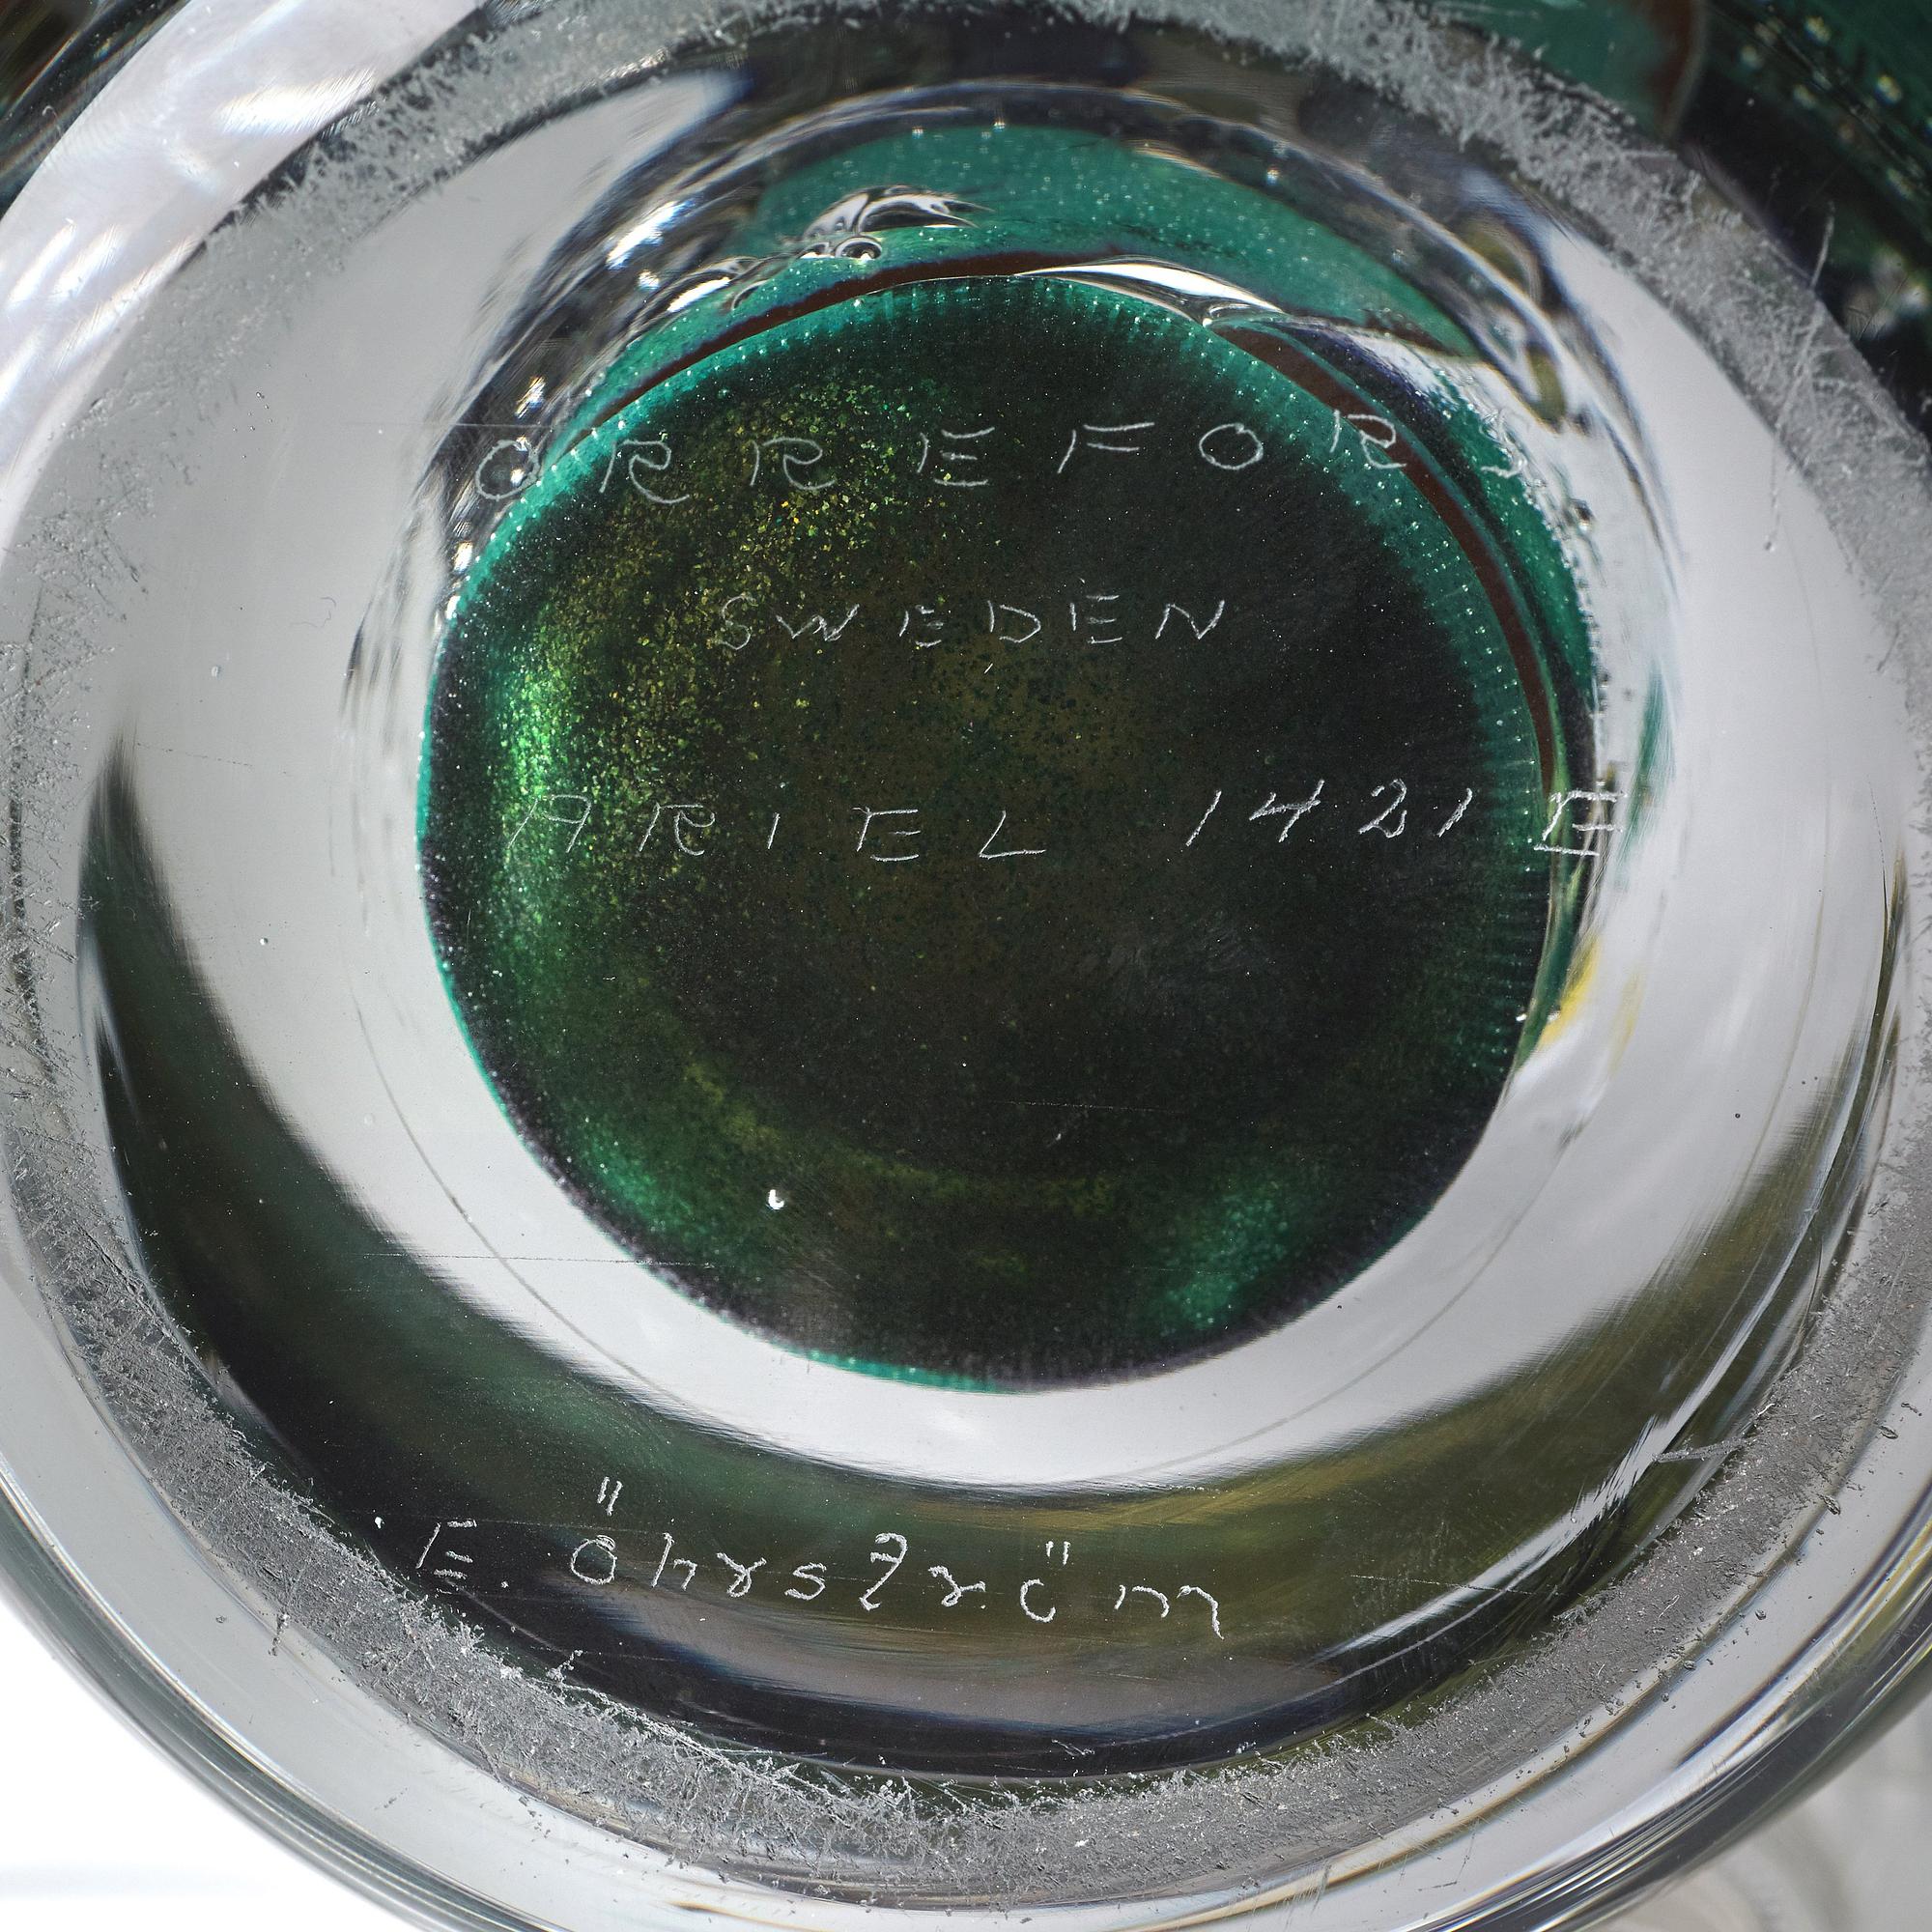 ORREFORS
SWEDEN
ARIEL 1421 E
E. Öhrström